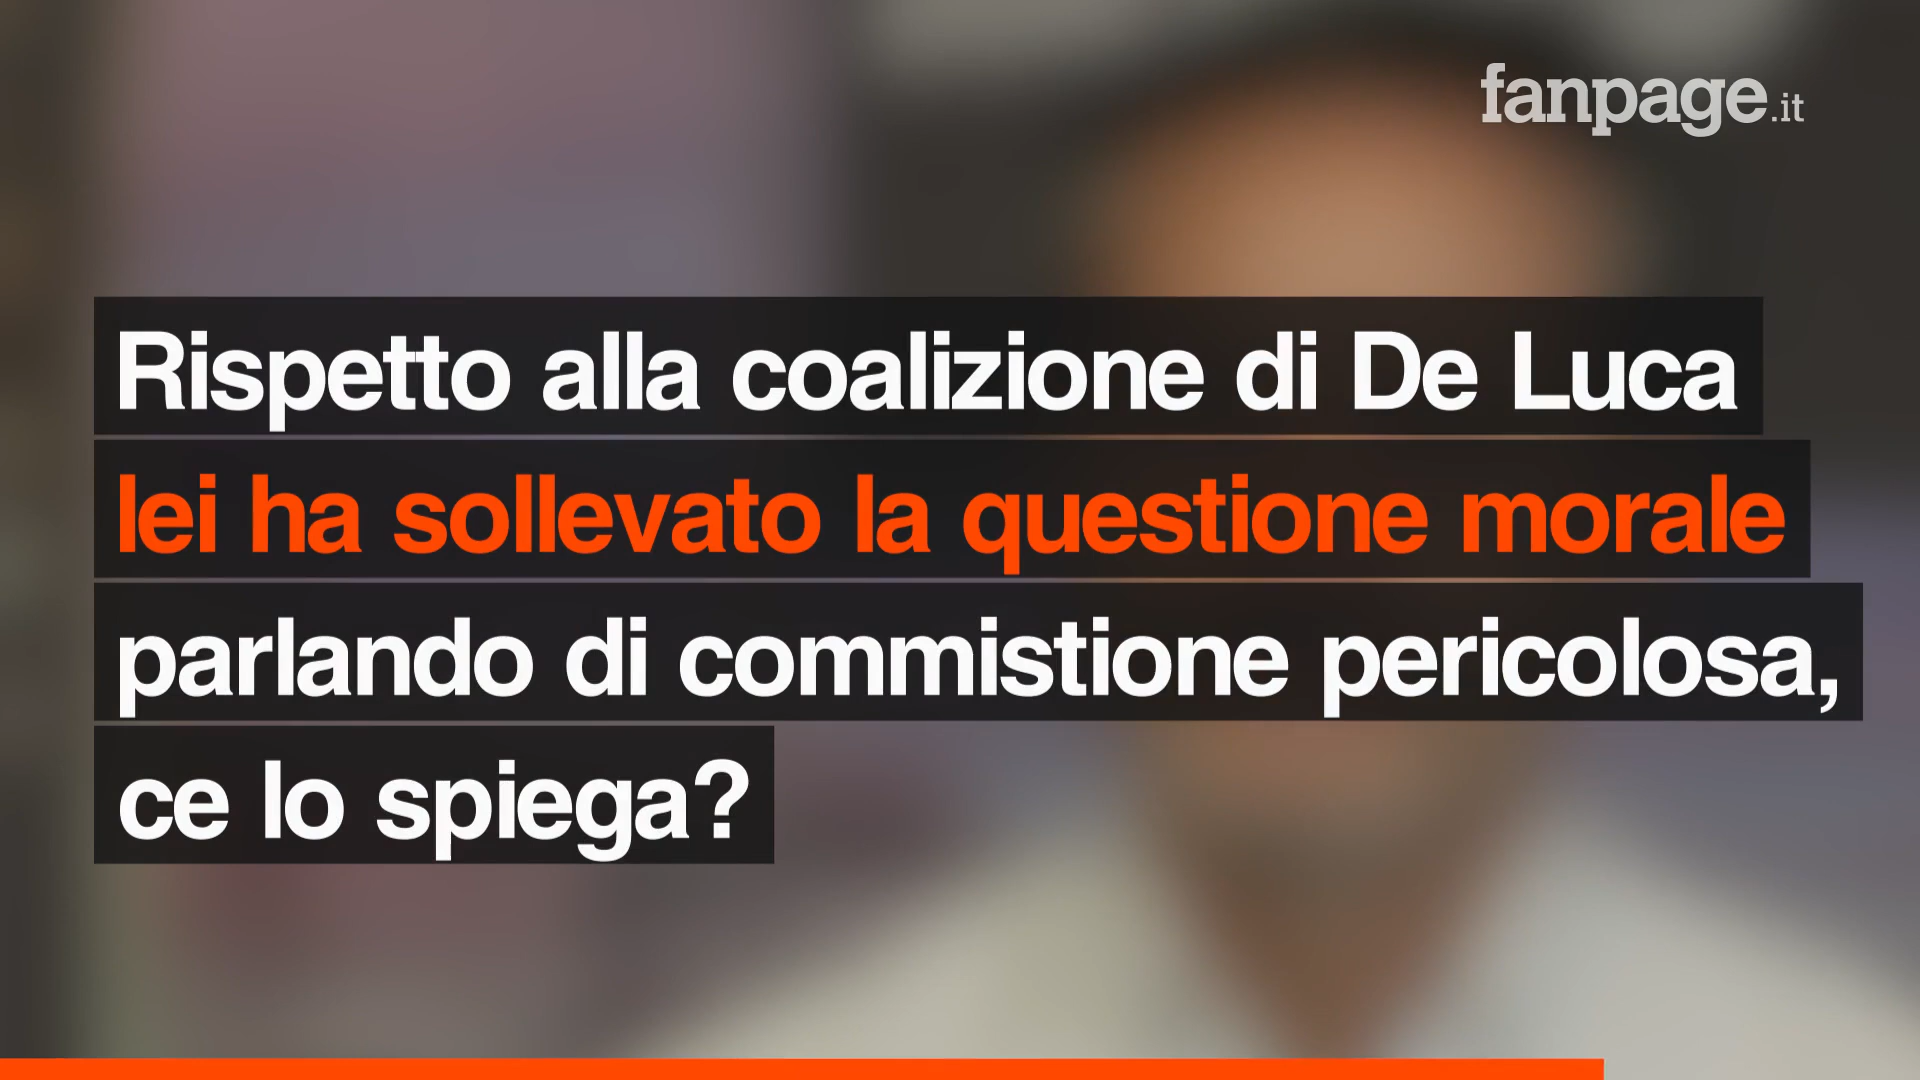 fanpage.it
Rispetto alla coalizione di De Luca
lei ha sollevato la questione morale
parlando di commistione pericolosa,
ce lo spiega?